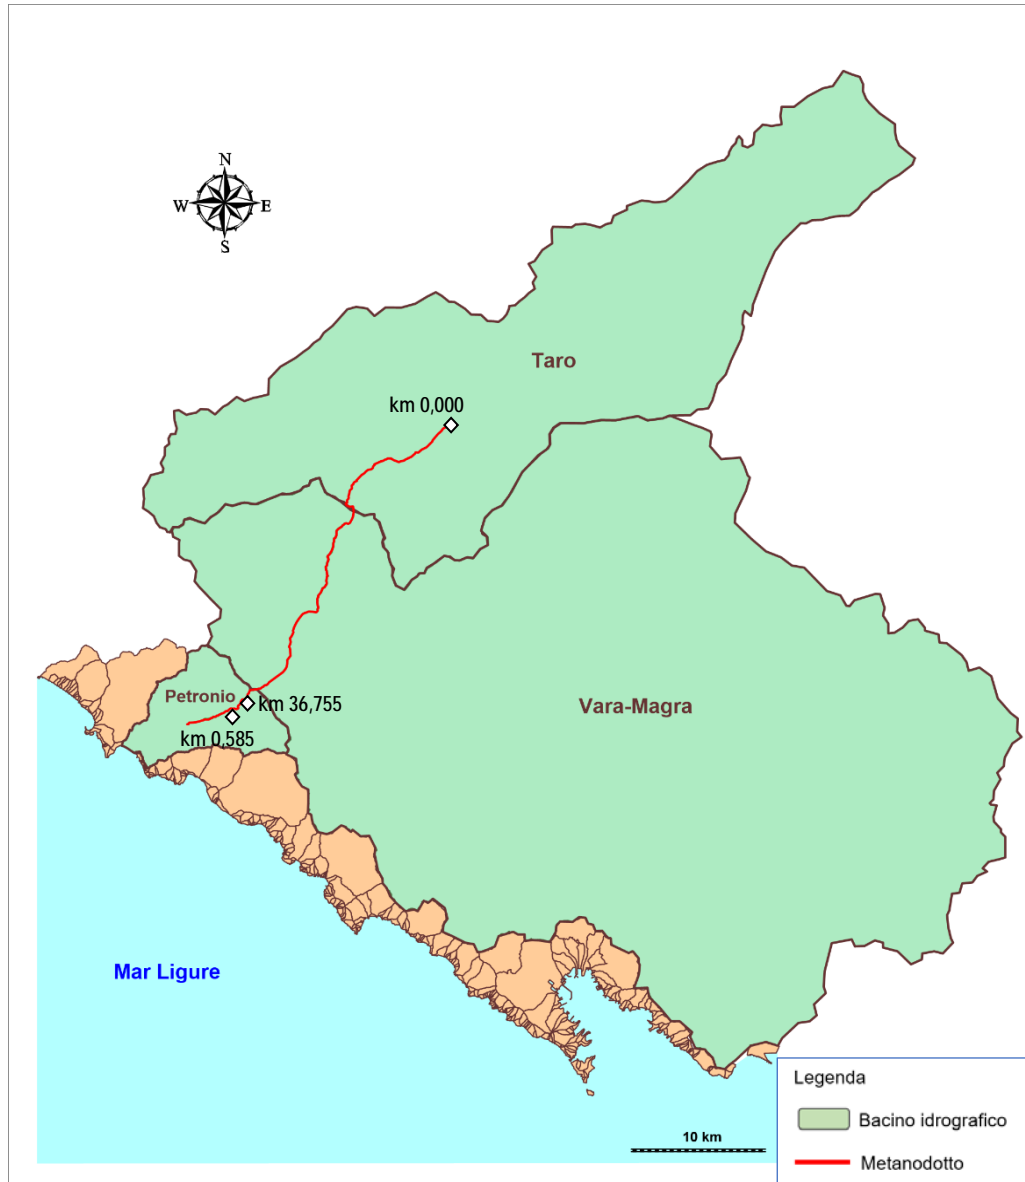 N
W E
S
Taro
km 0,000
Petronio
km 36,755
Vara-Magra
km 0,585
Mar Ligure
Legenda
Bacino idrografico
10 km
Metanodotto